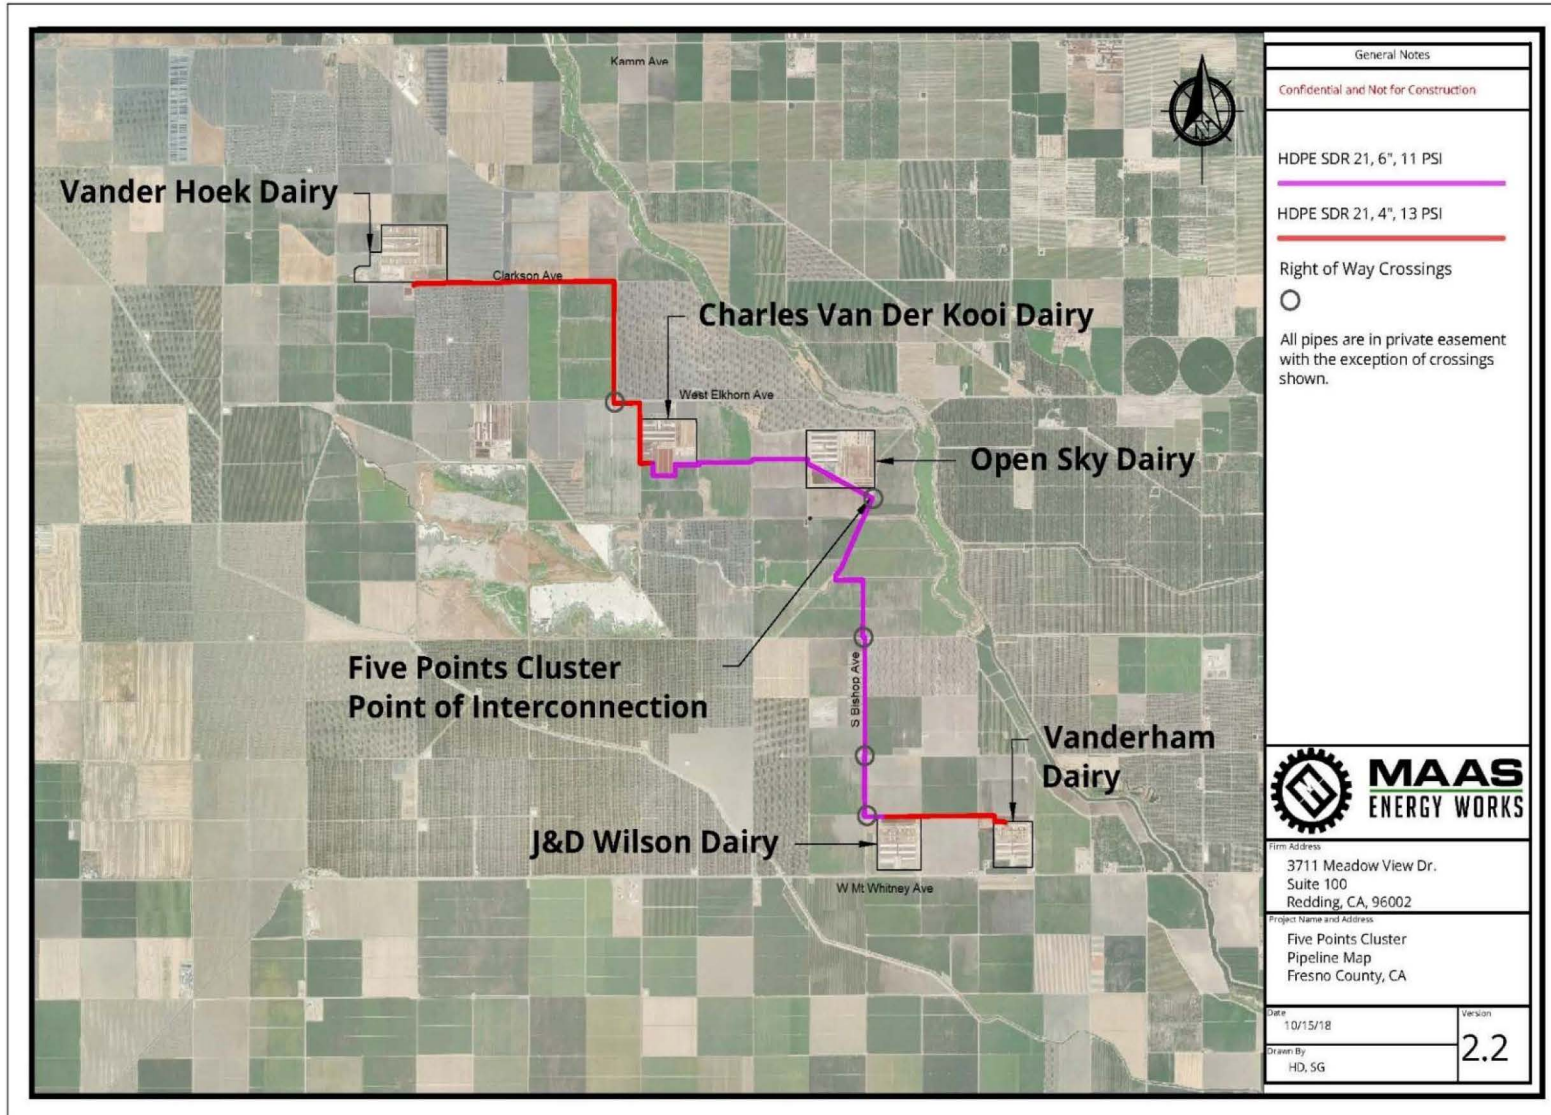 Kamm Ave
Vander Hoek Dairy
Clarkson Ave
Charles Van Der Kooi Dairy
West Elkhorn Ave
Open Sky Dairy
Five Points Cluster
Point of Interconnection
S Bishop Ave
Vanderham
Dairy
J&D Wilson Dairy
W Mt Whitney Ave
N
General Notes
Confidential and Not for Construction
HDPE SDR 21, 6", 11 PSI
HDPE SDR 21, 4", 13 PSI
Right of Way Crossings
All pipes are in private easement
with the exception of crossings
shown.
MAAS
ENERGY WORKS
Firm Address
3711 Meadow View Dr.
Suite 100
Redding, CA, 96002
Project Name and Address
Five Points Cluster
Pipeline Map
Fresno County, CA
Date
10/15/18
Version
2.2
Drawn By
HD, SG